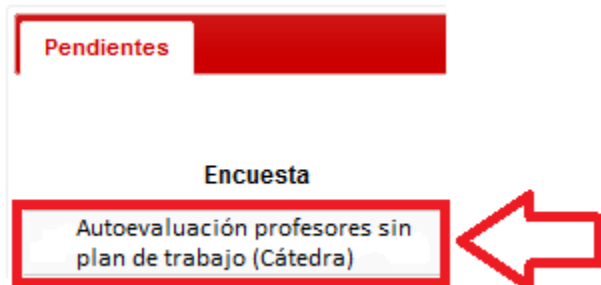 Pendientes
Encuesta
Autoevaluación profesores sin
plan de trabajo (Cátedra)